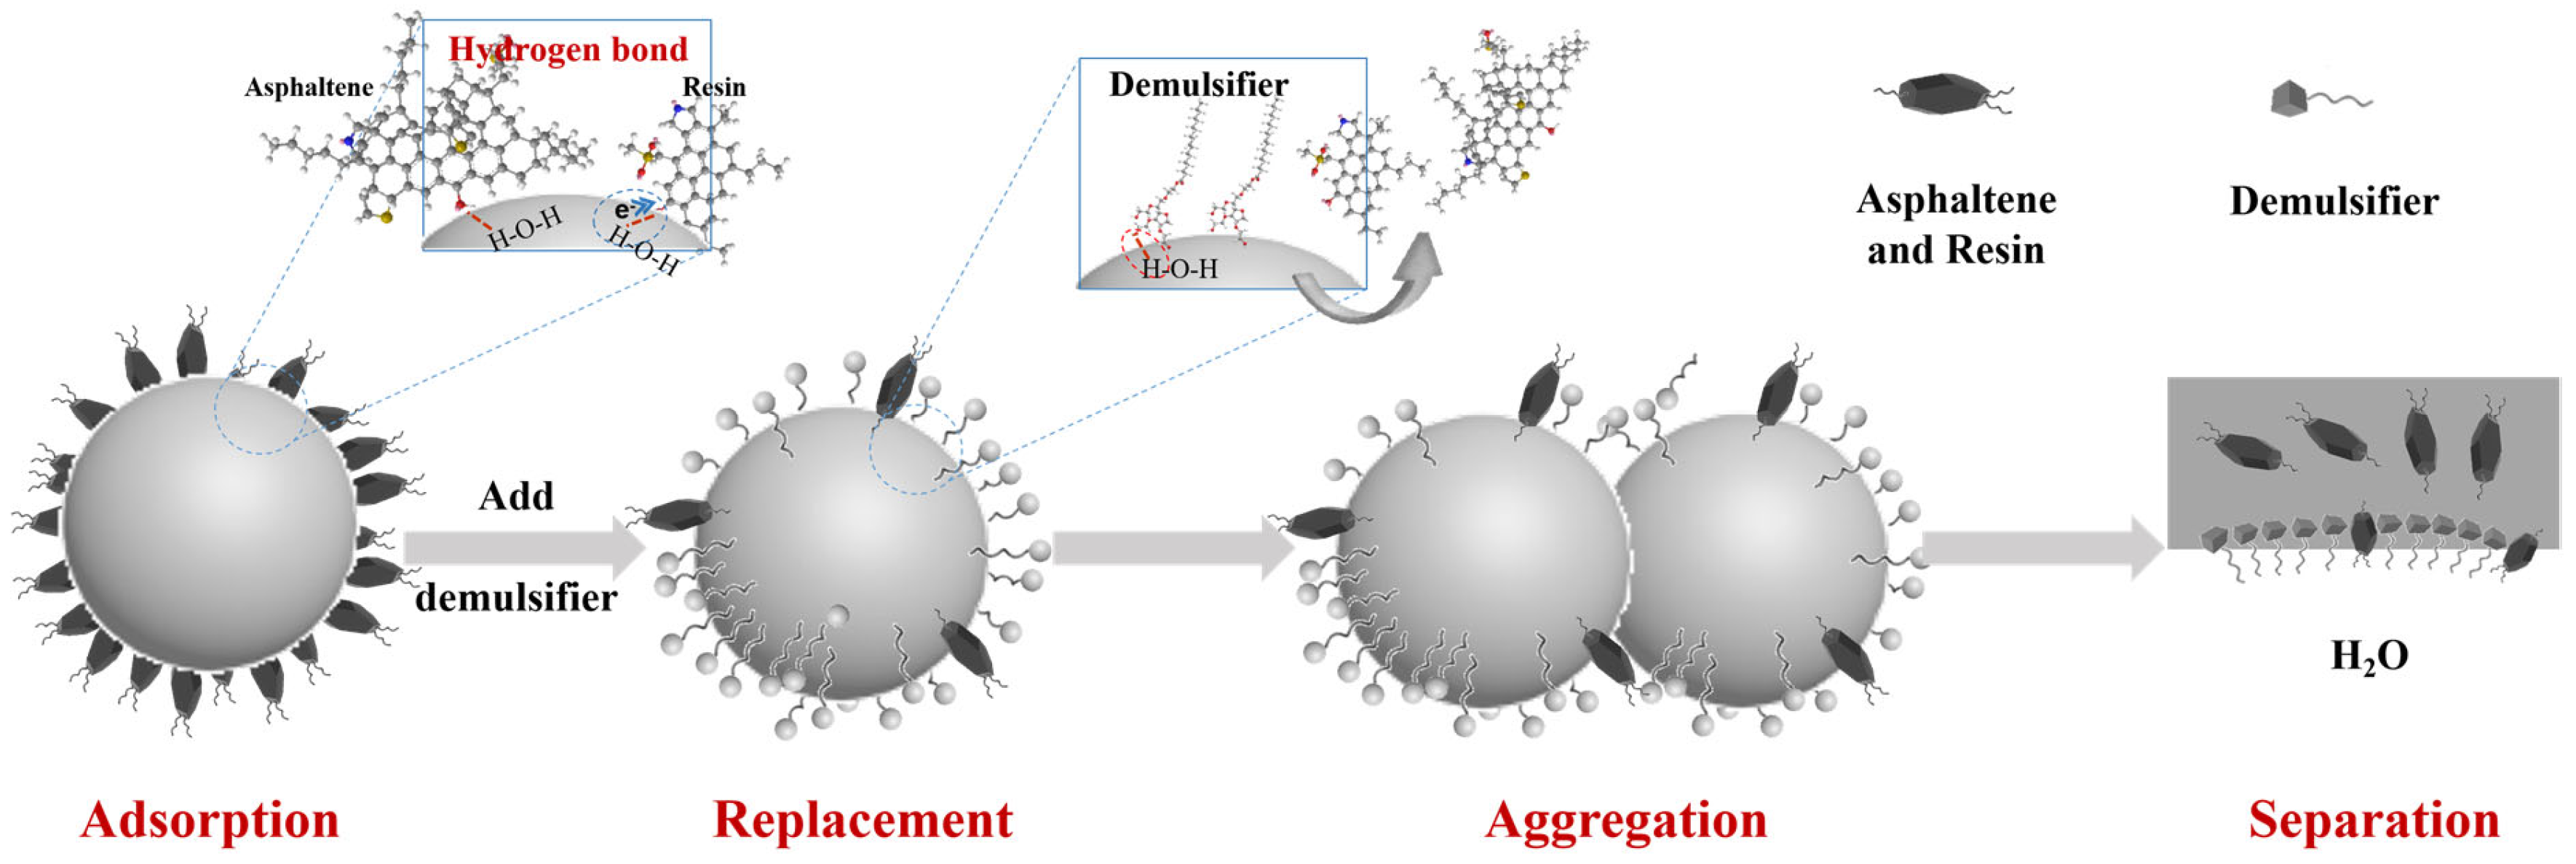 Hydrogen bond
Asphaltene
Resin
e-
H-O-H
H-O-H
Demulsifier
H-O-H
Asphaltene
and Resin
Demulsifier
Add
demulsifier
H₂O
Adsorption
Replacement
Aggregation
Separation